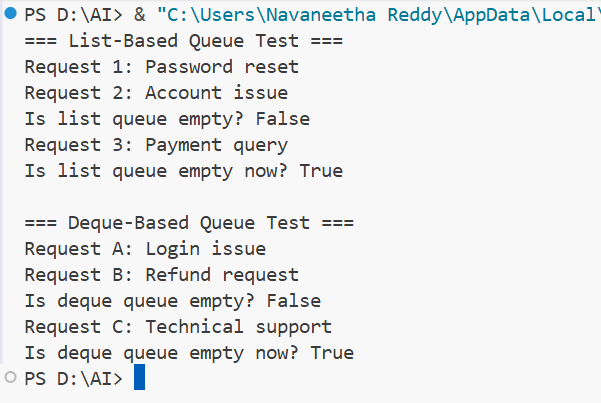 PS D:\AI> & "C:\Users\Navaneetha Reddy\AppData\Local\
=== List-Based Queue Test ===
Request 1: Password reset
Request 2: Account issue
Is list queue empty? False
Request 3: Payment query
Is list queue empty now? True
=== Deque-Based Queue Test ===
Request A: Login issue
Request B: Refund request
Is deque queue empty? False
Request C: Technical support
Is deque queue empty now? True
PS D:\AI>